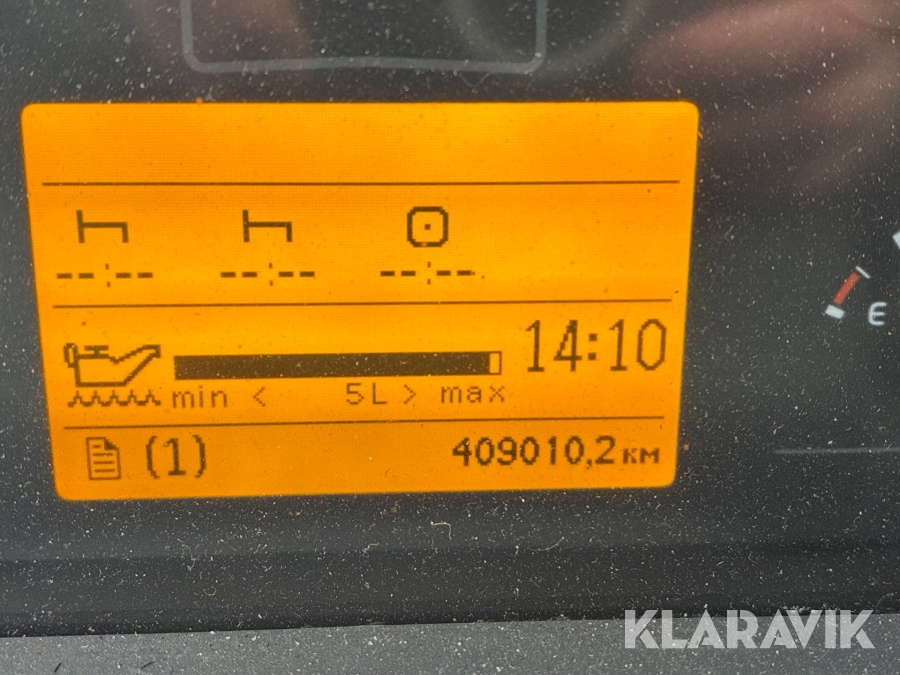 --:-- --:-- --:--
14:10
min < 5L > max
(1) 409010,2 км
E
KLARAVIK